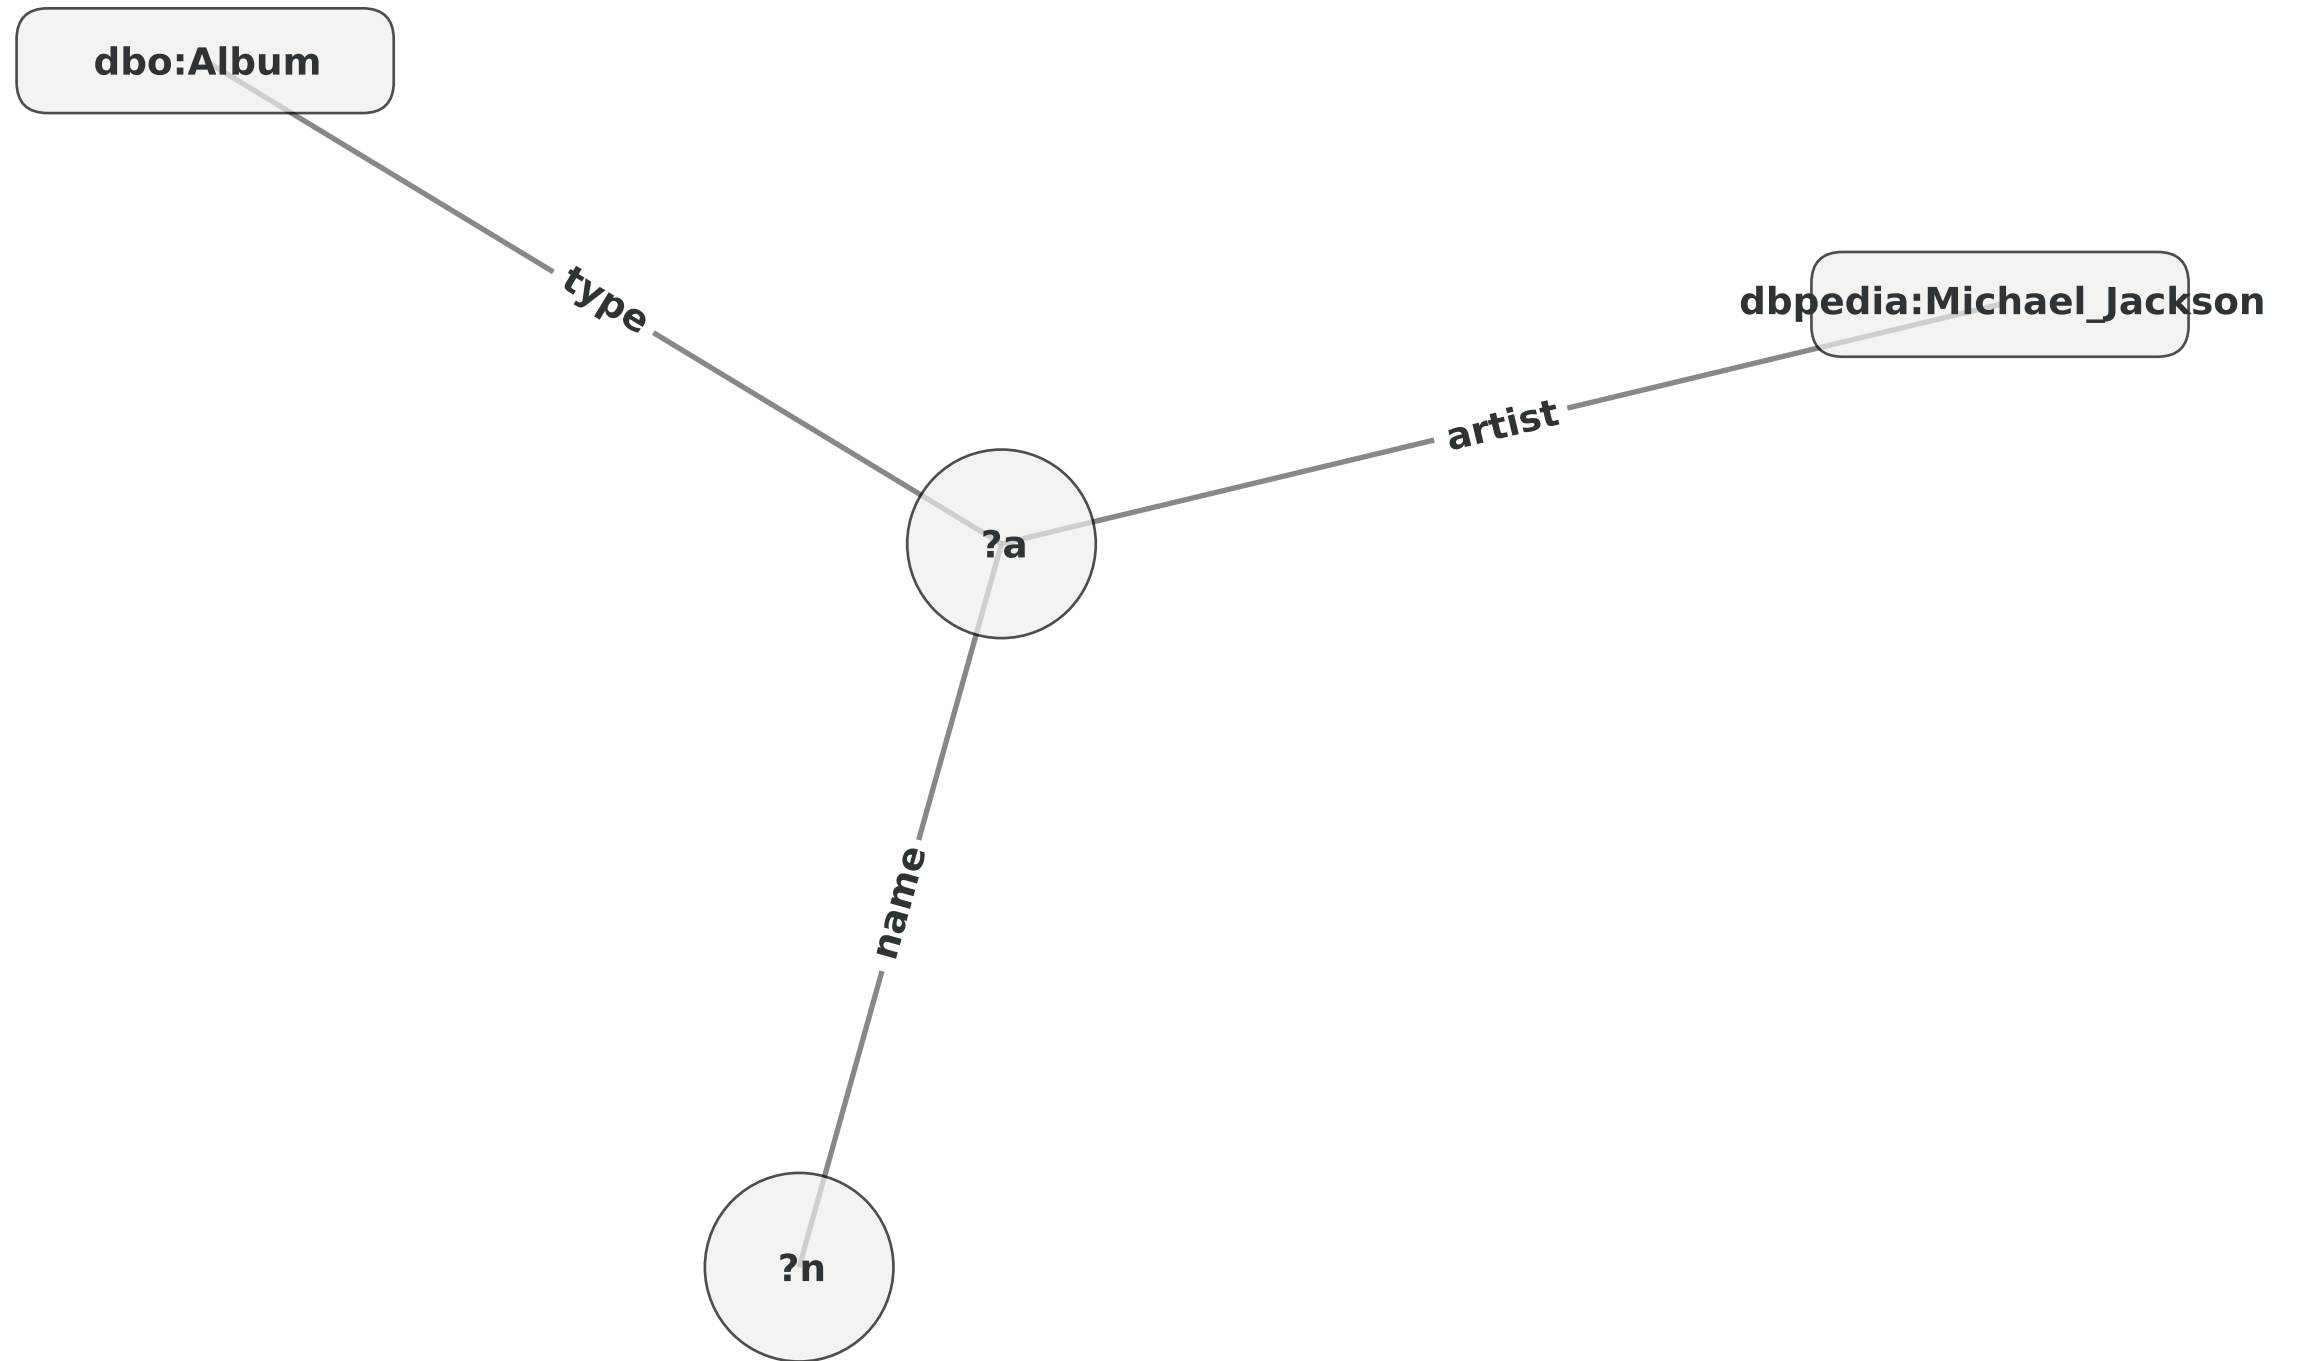 dbo:Album
type
dbpedia:Michael_Jackson
artist
?a
name
?n